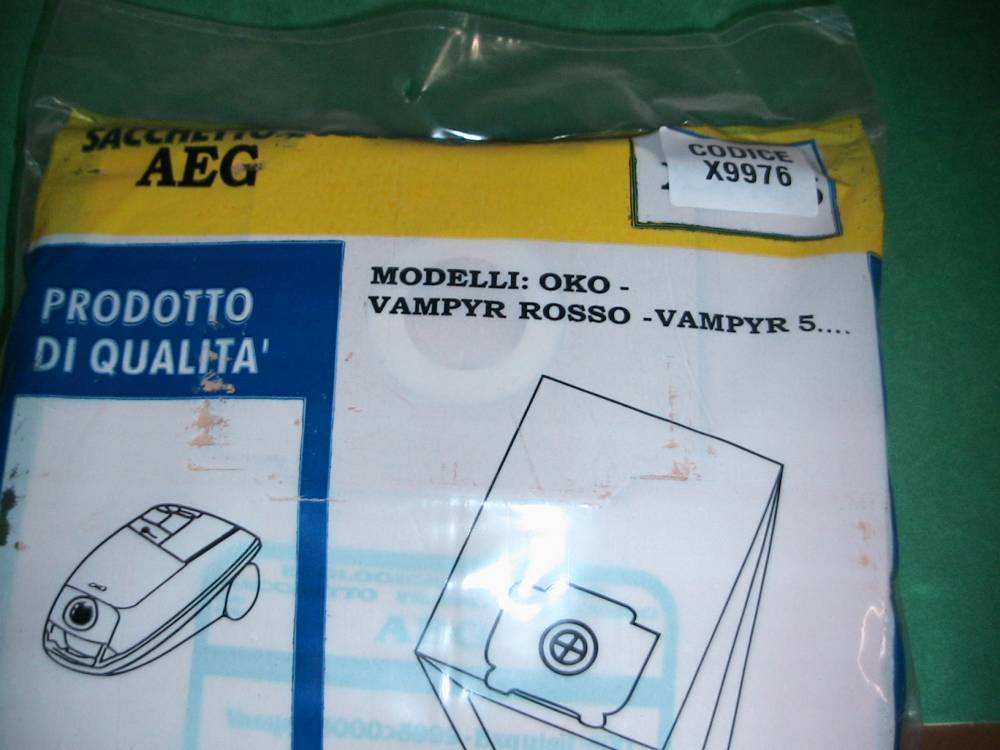 SACCHETTO
AEG
CODICE
X9976
PRODOTTO
DI QUALITA'
MODELLI: OKO -
VAMPYR ROSSO -VAMPYR 5....